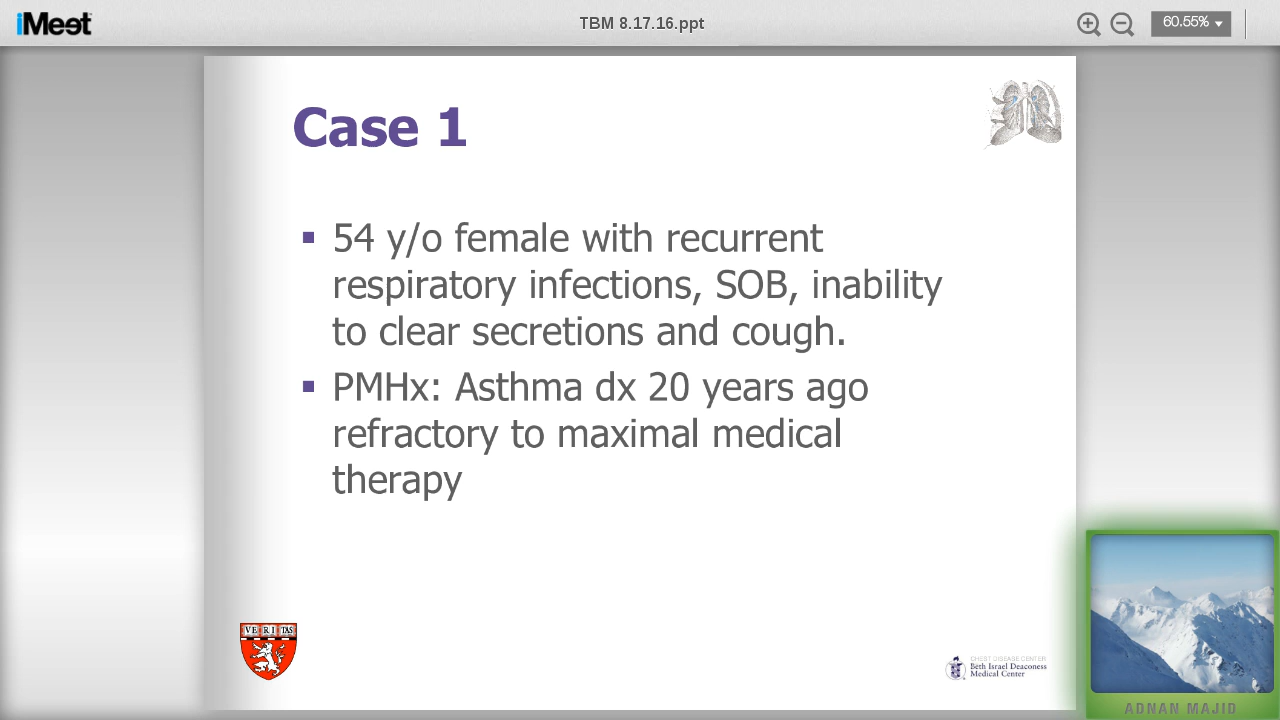 iMeet
TBM 8.17.16.ppt
60.55%
Case 1
54 y/o female with recurrent
respiratory infections, SOB, inability
to clear secretions and cough.
PMHx: Asthma dx 20 years ago
refractory to maximal medical
therapy
VE RI TAS
CHEST DISEASE CENTER
Beth Israel Deaconess
Medical Center
ADNAN MAJID